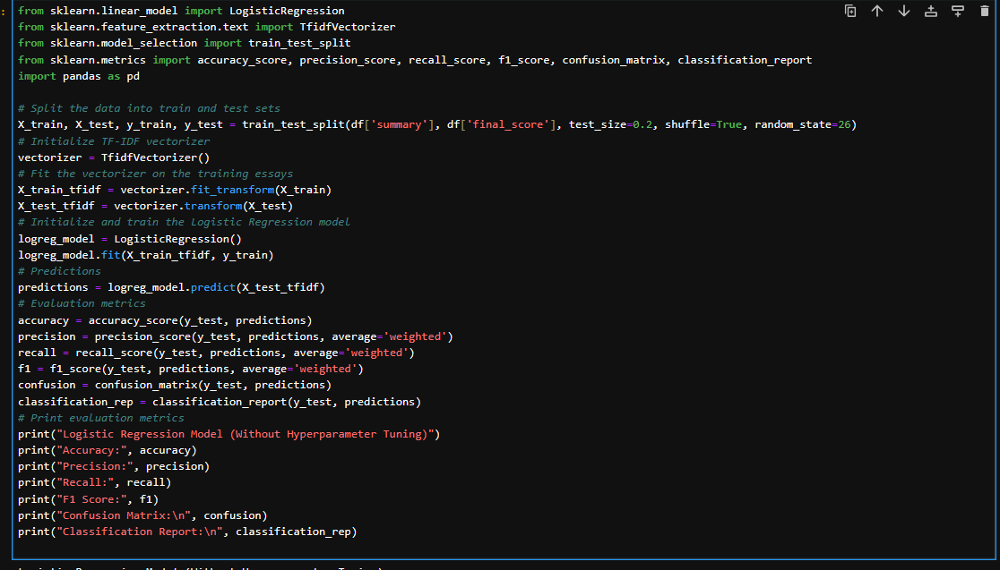 from sklearn.linear_model import LogisticRegression
from sklearn.feature_extraction.text import TfidfVectorizer
from sklearn.model_selection import train_test_split
from sklearn.metrics import accuracy_score, precision_score, recall_score, f1_score, confusion_matrix, classification_report
import pandas as pd
# Split the data into train and test sets
X_train, X_test, y_train, y_test = train_test_split(df['summary'], df['final_score'], test_size=0.2, shuffle=True, random_state=26)
# Initialize TF-IDF vectorizer
vectorizer = TfidfVectorizer()
# Fit the vectorizer on the training essays
X_train_tfidf = vectorizer.fit_transform(X_train)
X_test_tfidf = vectorizer.transform(X_test)
# Initialize and train the Logistic Regression model
logreg_model = LogisticRegression()
logreg_model.fit(X_train_tfidf, y_train)
# Predictions
predictions = logreg_model.predict(X_test_tfidf)
# Evaluation metrics
accuracy = accuracy_score(y_test, predictions)
precision = precision_score(y_test, predictions, average='weighted')
recall = recall_score(y_test, predictions, average='weighted')
f1 = f1_score(y_test, predictions, average='weighted')
confusion = confusion_matrix(y_test, predictions)
classification_rep = classification_report(y_test, predictions)
# Print evaluation metrics
print("Logistic Regression Model (Without Hyperparameter Tuning)")
print("Accuracy:", accuracy)
print("Precision:", precision)
print("Recall:", recall)
print("F1 Score:", f1)
print("Confusion Matrix:\n", confusion)
print("Classification Report:\n", classification_rep)